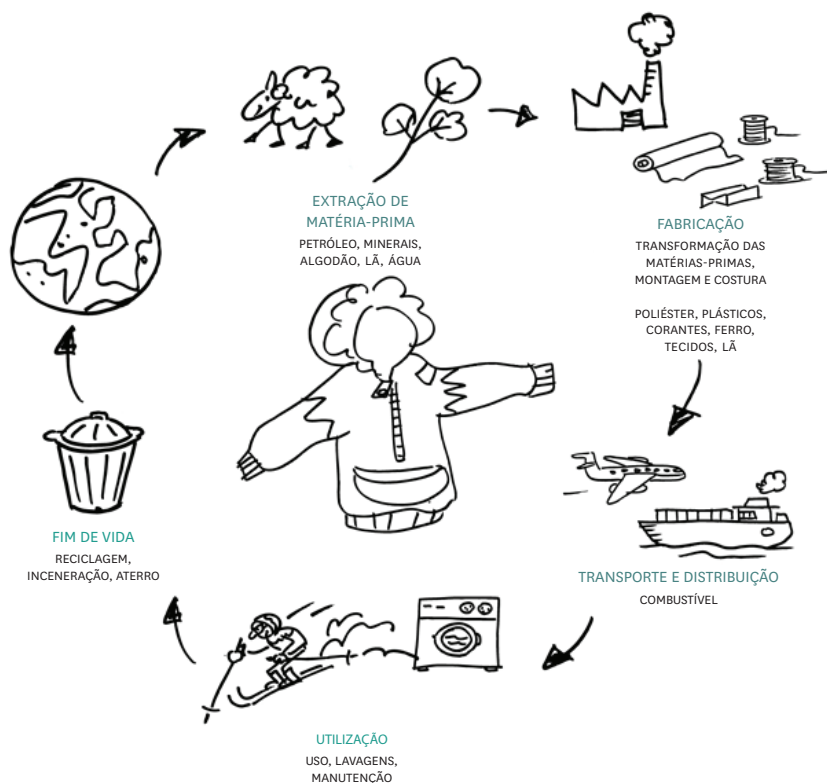 EXTRAÇÃO DE
MATÉRIA-PRIMA
PETRÓLEO, MINERAIS,
ALGODÃO, LÃ, ÁGUA
FABRICAÇÃO
TRANSFORMAÇÃO DAS
MATÉRIAS-PRIMAS,
MONTAGEM E COSTURA
POLIÉSTER, PLÁSTICOS,
CORANTES, FERRO,
TECIDOS, LÃ
TRANSPORTE E DISTRIBUIÇÃO
COMBUSTÍVEL
UTILIZAÇÃO
USO, LAVAGENS,
MANUTENÇÃO
FIM DE VIDA
RECICLAGEM,
INCENERAÇÃO, ATERRO